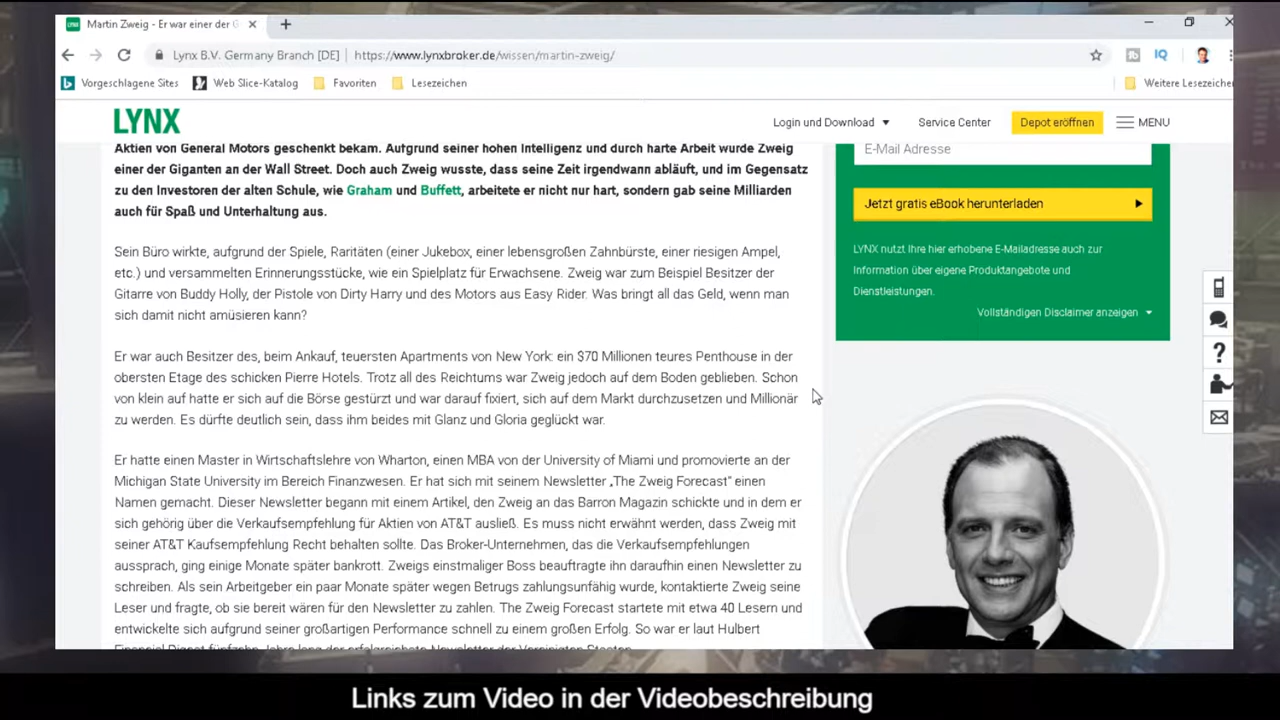 LYNX
Martin Zweig - Er war einer der G
Lynx B.V. Germany Branch [DE]
https://www.lynxbroker.de/wissen/martin-zweig/
IQ
Vorgeschlagene Sites
Web Slice-Katalog
Favoriten
Lesezeichen
Weitere Lesezeichen
LYNX
Login und Download
Service Center
Depot eröffnen
MENU
Aktien von General Motors geschenkt bekam. Aufgrund seiner hohen Intelligenz und durch harte Arbeit wurde Zweig
einer der Giganten an der Wall Street. Doch auch Zweig wusste, dass seine Zeit irgendwann abläuft, und im Gegensatz
zu den Investoren der alten Schule, wie Graham und Buffett, arbeitete er nicht nur hart, sondern gab seine Milliarden
auch für Spaß und Unterhaltung aus.
Sein Büro wirkte, aufgrund der Spiele, Raritäten (einer Jukebox, einer lebensgroßen Zahnbürste, einer riesigen Ampel,
etc.) und versammelten Erinnerungsstücke, wie ein Spielplatz für Erwachsene. Zweig war zum Beispiel Besitzer der
Gitarre von Buddy Holly, der Pistole von Dirty Harry und des Motors aus Easy Rider. Was bringt all das Geld, wenn man
sich damit nicht amüsieren kann?
Er war auch Besitzer des, beim Ankauf, teuersten Apartments von New York: ein $70 Millionen teures Penthouse in der
obersten Etage des schicken Pierre Hotels. Trotz all des Reichtums war Zweig jedoch auf dem Boden geblieben. Schon
von klein auf hatte er sich auf die Börse gestürzt und war darauf fixiert, sich auf dem Markt durchzusetzen und Millionär
zu werden. Es dürfte deutlich sein, dass ihm beides mit Glanz und Gloria geglückt war.
Er hatte einen Master in Wirtschaftslehre von Wharton, einen MBA von der University of Miami und promovierte an der
Michigan State University im Bereich Finanzwesen. Er hat sich mit seinem Newsletter „The Zweig Forecast“ einen
Namen gemacht. Dieser Newsletter begann mit einem Artikel, den Zweig an das Barron Magazin schickte und in dem er
sich gehörig über die Verkaufsempfehlung für Aktien von AT&T ausließ. Es muss nicht erwähnt werden, dass Zweig mit
seiner AT&T Kaufsempfehlung Recht behalten sollte. Das Broker-Unternehmen, das die Verkaufsempfehlungen
aussprach, ging einige Monate später bankrott. Zweigs einstmaliger Boss beauftragte ihn daraufhin einen Newsletter zu
schreiben. Als sein Arbeitgeber ein paar Monate später wegen Betrugs zahlungsunfähig wurde, kontaktierte Zweig seine
Leser und fragte, ob sie bereit wären für den Newsletter zu zahlen. The Zweig Forecast startete mit etwa 40 Lesern und
entwickelte sich aufgrund seiner großartigen Performance schnell zu einem großen Erfolg. So war er laut Hulbert
Financial Digest fünfzehn Jahre lang der erfolgreichste Newsletter der Vereinigten Staaten.
E-Mail Adresse
Jetzt gratis eBook herunterladen
LYNX nutzt Ihre hier erhobene E-Mailadresse auch zur
Information über eigene Produktangebote und
Dienstleistungen.
Vollständigen Disclaimer anzeigen
Links zum Video in der Videobeschreibung